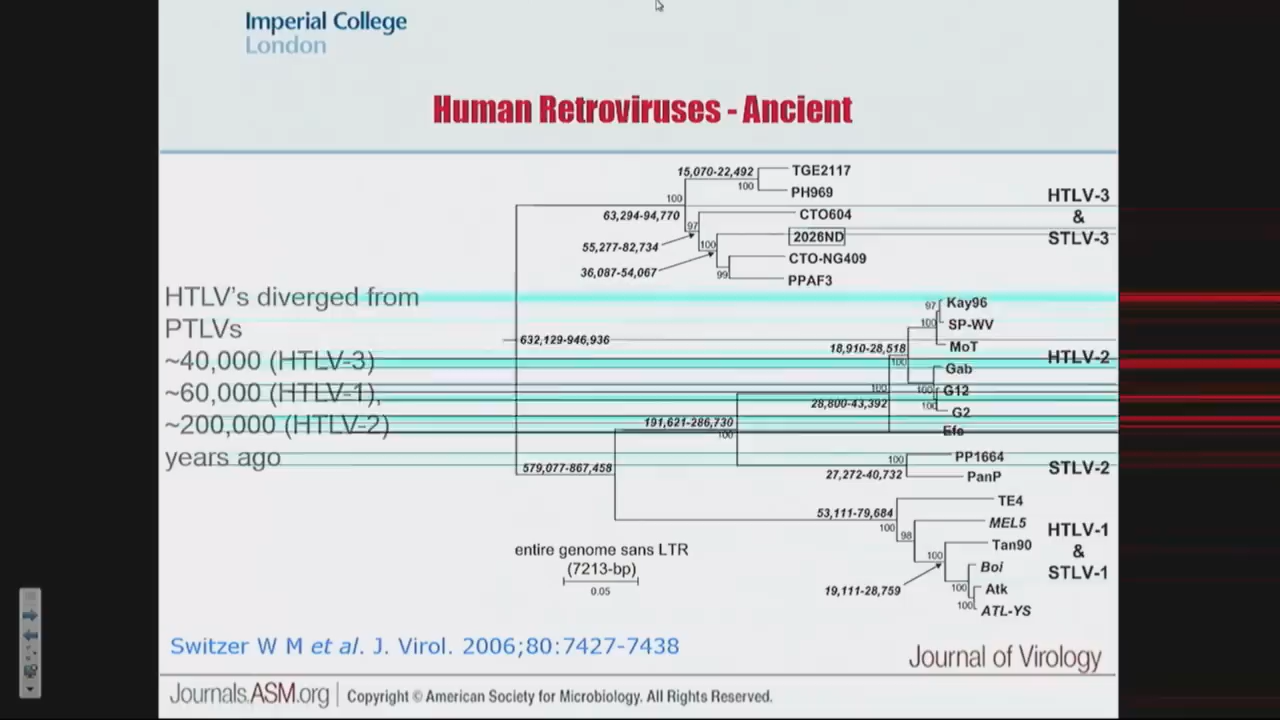 Imperial College
London
Human Retroviruses - Ancient
HTLV's diverged from
PTLVs
~40,000 (HTLV-3)
~60,000 (HTLV-1),
~200,000 (HTLV-2)
years ago
15,070-22,492
100
TGE2117
PH969
100
63,294-94,770
97
CTO604
55,277-82,734
100
2026ND
36,087-54,067
99
CTO-NG409
PPAF3
HTLV-3
&
STLV-3
632,129-946,936
97
Kay96
100
SP-WV
18,910-28,518
100
MoT
HTLV-2
Gab
100
100
G12
28,800-43,392
100
G2
191,621-286,730
100
Efe
579,077-867,458
100
PP1664
27,272-40,732
PanP
STLV-2
53,111-79,684
100
TE4
98
MEL5
100
Tan90
HTLV-1
&
STLV-1
19,111-28,759
100
Boi
Atk
100
ATL-YS
entire genome sans LTR
(7213-bp)
0.05
Switzer W M et al. J. Virol. 2006;80:7427-7438
Journal of Virology
Journals.ASM.org | Copyright © American Society for Microbiology. All Rights Reserved.